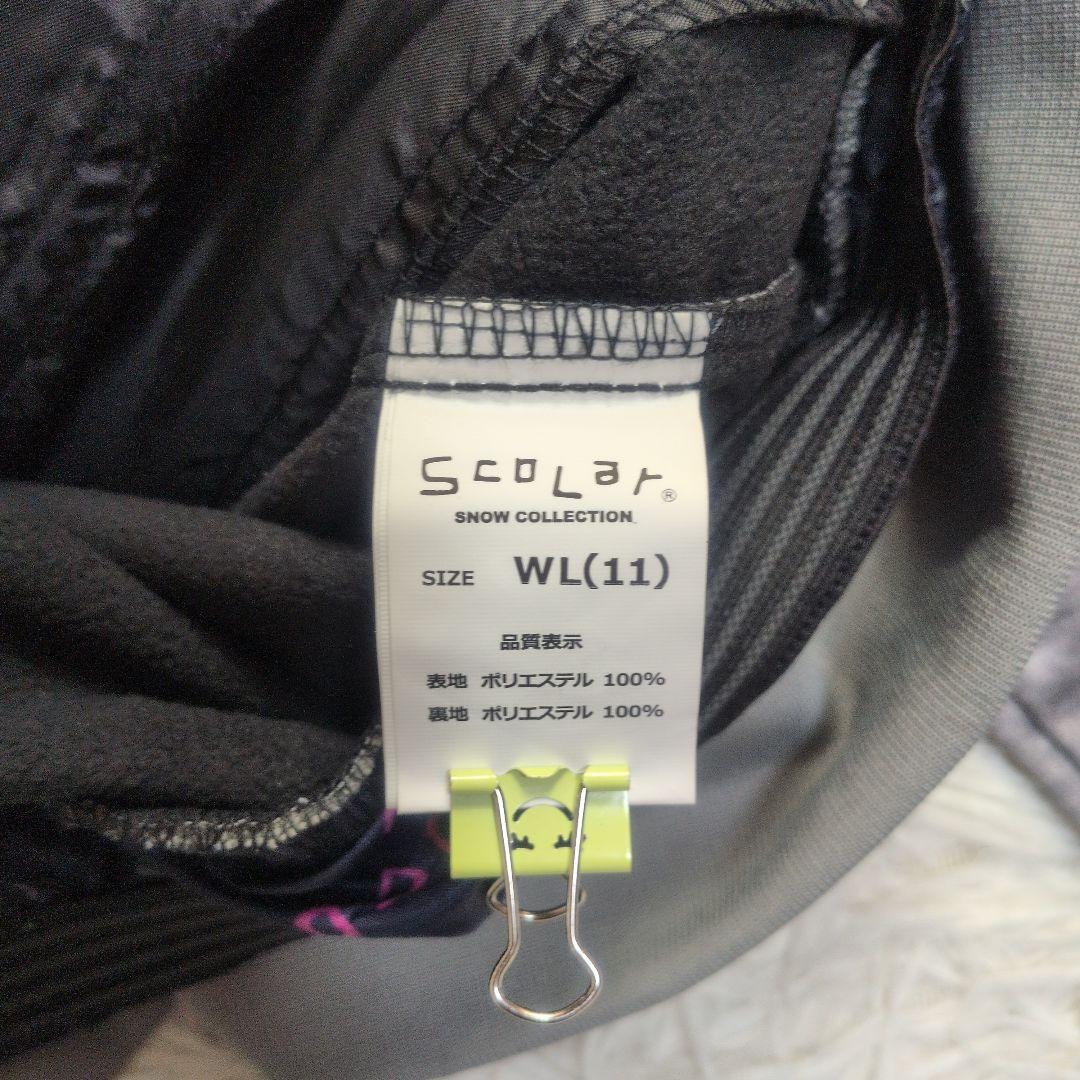 ScoLar®
SNOW COLLECTION
SIZE WL(11)
品質表示
表地 ポリエステル 100%
裏地 ポリエステル 100%